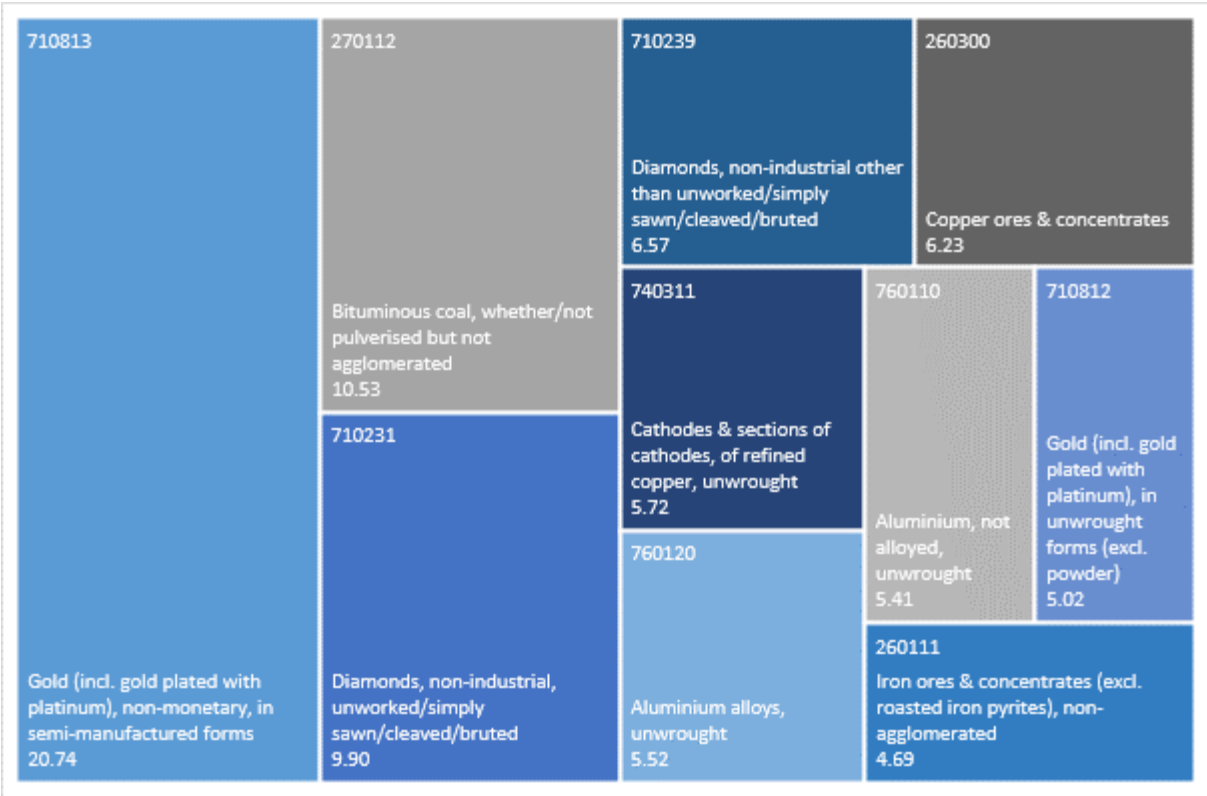 710813
Gold (incl. gold plated with
platinum), non-monetary, in
semi-manufactured forms
20.74
270112
Bituminous coal, whether/not
pulverised but not
agglomerated
10.53
710231
Diamonds, non-industrial,
unworked/simply
sawn/cleaved/bruted
9.90
710239
Diamonds, non-industrial other
than unworked/simply
sawn/cleaved/bruted
6.57
260300
Copper ores & concentrates
6.23
740311
Cathodes & sections of
cathodes, of refined
copper, unwrought
5.72
760120
Aluminium alloys,
unwrought
5.52
760110
Aluminium, not
alloyed,
unwrought
5.41
710812
Gold (incl. gold
plated with
platinum), in
unwrought
forms (excl.
powder)
5.02
260111
Iron ores & concentrates (excl.
roasted iron pyrites), non-
agglomerated
4.69